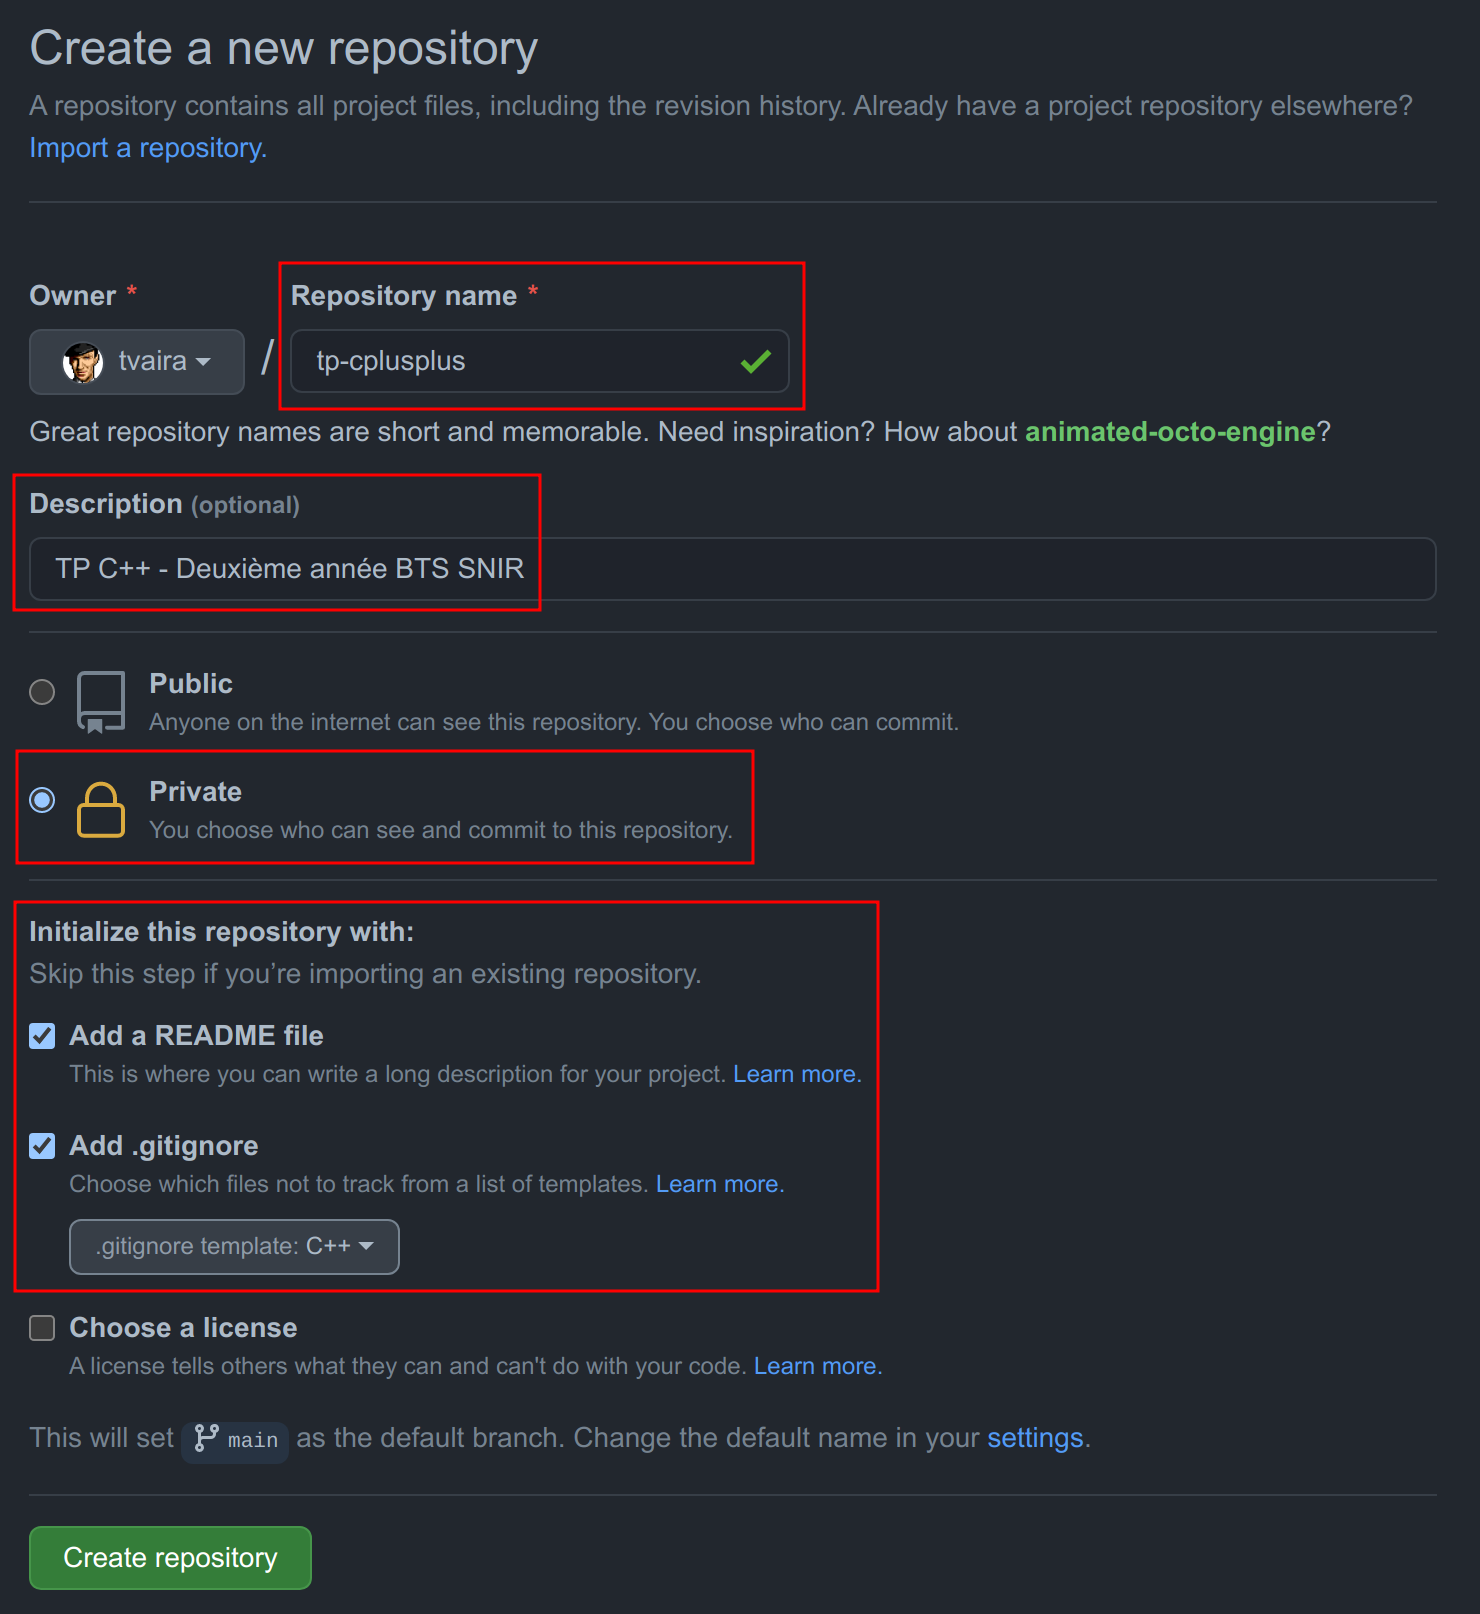 Create a new repository
A repository contains all project files, including the revision history. Already have a project repository elsewhere?
Import a repository.
Owner *
Repository name *
tvaira
/
tp-cplusplus
Great repository names are short and memorable. Need inspiration? How about animated-octo-engine?
Description (optional)
TP C++ - Deuxième année BTS SNIR
Public
Anyone on the internet can see this repository. You choose who can commit.
Private
You choose who can see and commit to this repository.
Initialize this repository with:
Skip this step if you’re importing an existing repository.
Add a README file
This is where you can write a long description for your project. Learn more.
Add .gitignore
Choose which files not to track from a list of templates. Learn more.
.gitignore template: C++
Choose a license
A license tells others what they can and can't do with your code. Learn more.
This will set main as the default branch. Change the default name in your settings.
Create repository